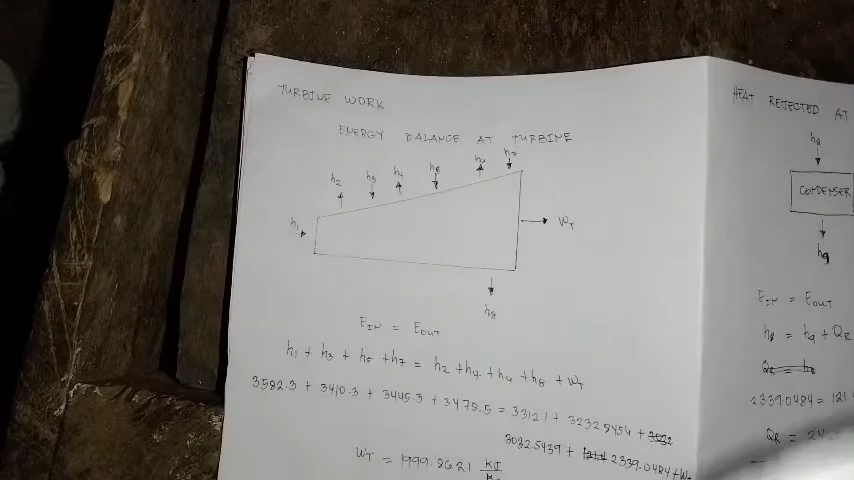 TURBINE WORK
ENERGY BALANCE AT TURBINE
h2 h3 h4 h5 h6 h7
h1
WT
h8
EIN = EOUT
h1 + h3 + h5 + h7 = h2 + h4 + h6 + h8 + WT
3582.3 + 3410.3 + 3445.3 + 3479.5 = 3312.1 + 3232.5454 +
3032.5439 + 2339.0484 + W
WT = 1999.8621 KJ
HEAT REJECTED AT
h8
CONDENSER
h9
EIN = EOUT
h8 = h9 + QR
2339.0484 = 121
QR =